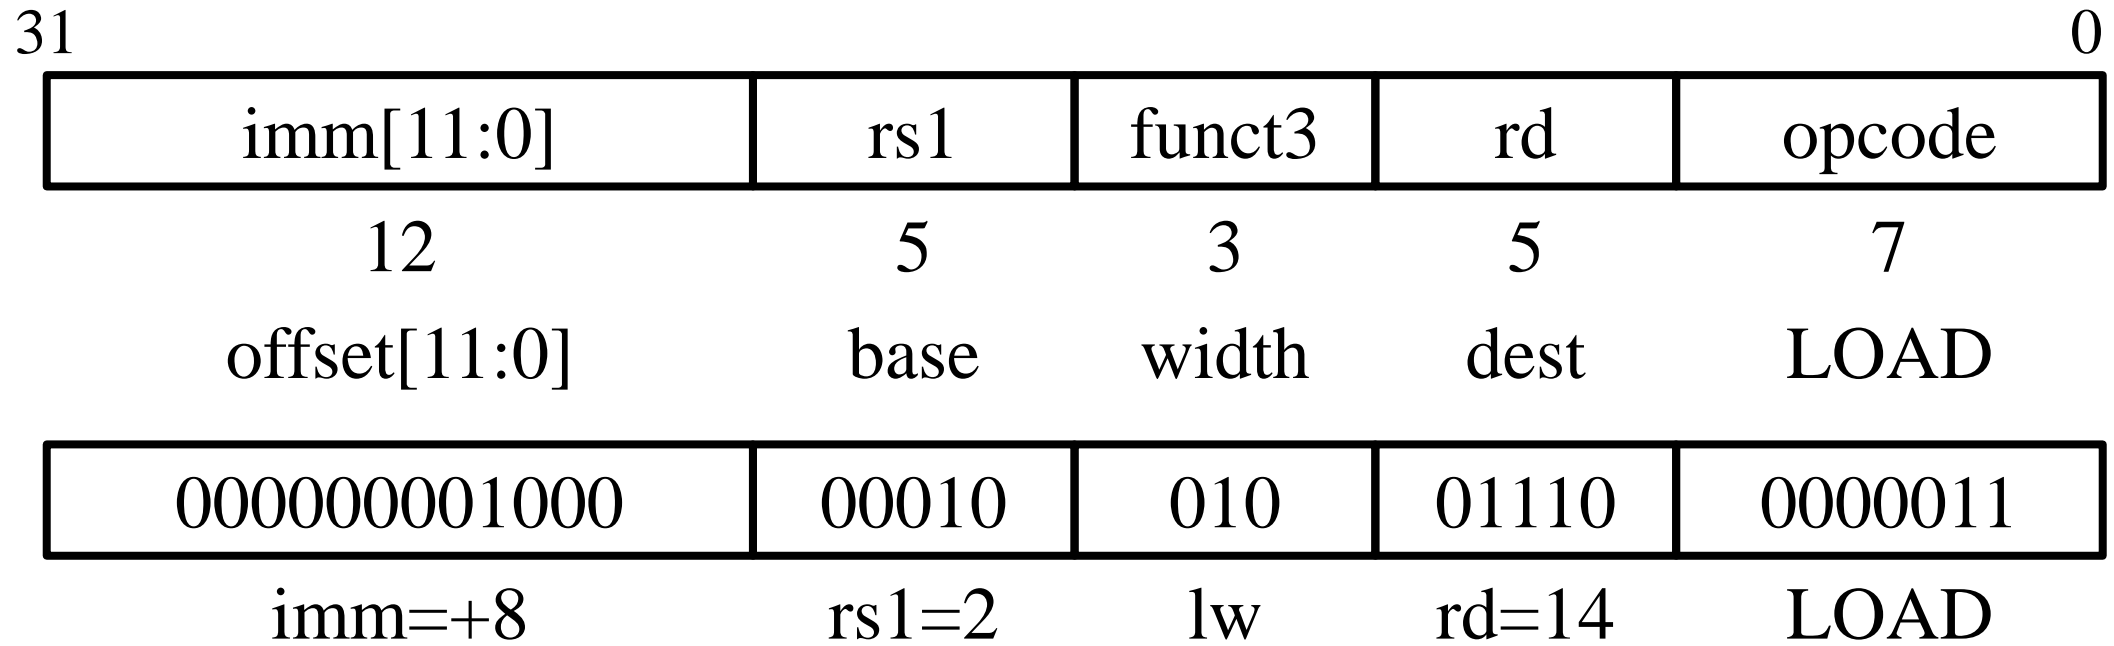 31 0
imm[11:0] rs1 funct3 rd opcode
12 5 3 5 7
offset[11:0] base width dest LOAD
000000001000 00010 010 01110 0000011
imm=+8 rs1=2 lw rd=14 LOAD